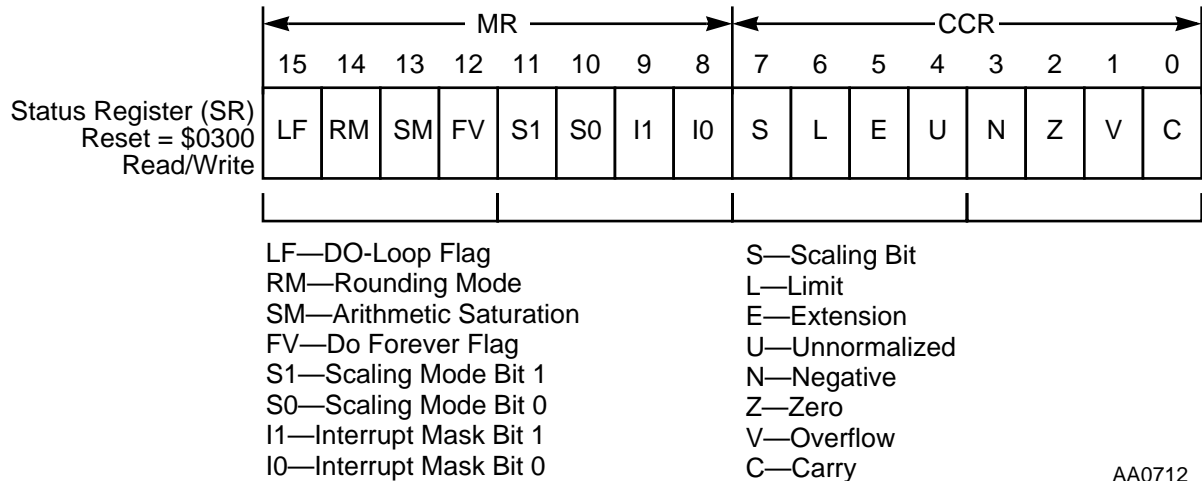 MR CCR
15 14 13 12 11 10 9 8 7 6 5 4 3 2 1 0
Status Register (SR)
Reset = $0300
Read/Write
LF RM SM FV S1 S0 I1 I0 S L E U N Z V C
LF—DO-Loop Flag
RM—Rounding Mode
SM—Arithmetic Saturation
FV—Do Forever Flag
S1—Scaling Mode Bit 1
S0—Scaling Mode Bit 0
I1—Interrupt Mask Bit 1
I0—Interrupt Mask Bit 0
S—Scaling Bit
L—Limit
E—Extension
U—Unnormalized
N—Negative
Z—Zero
V—Overflow
C—Carry
AA0712